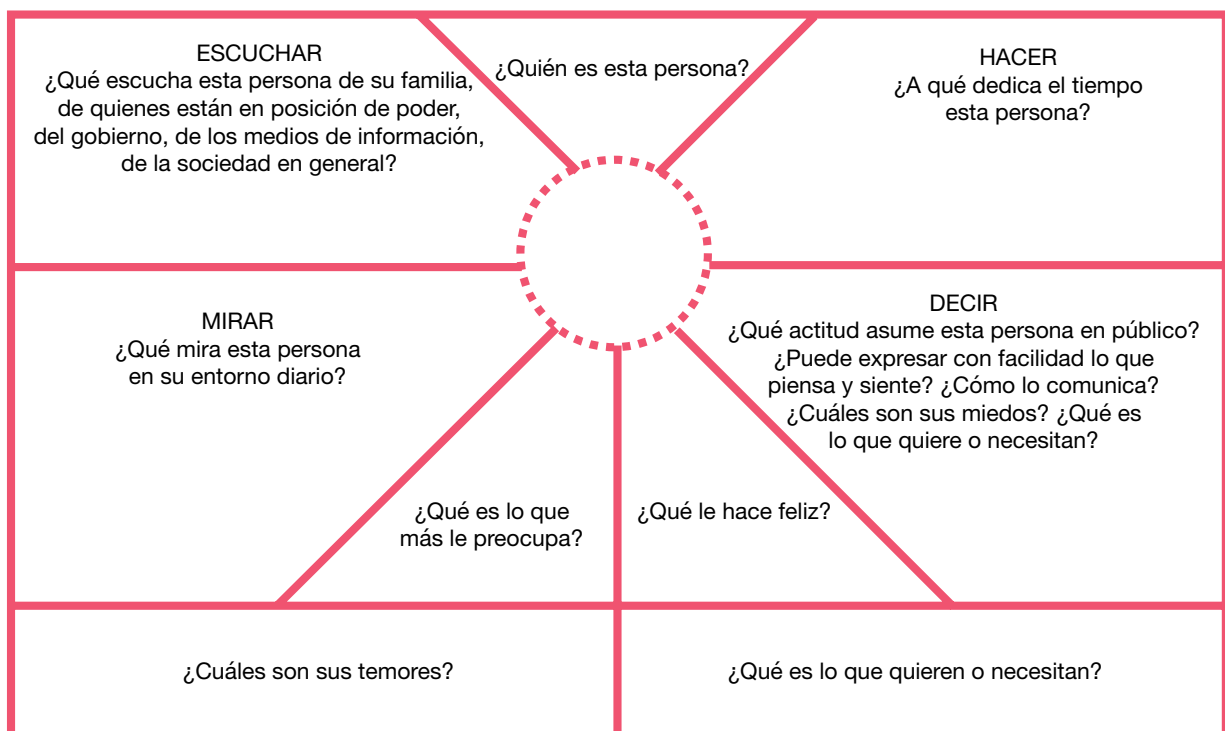 ESCUCHAR
¿Qué escucha esta persona de su familia,
de quienes están en posición de poder,
del gobierno, de los medios de información,
de la sociedad en general?
¿Quién es esta persona?
HACER
¿A qué dedica el tiempo
esta persona?
MIRAR
¿Qué mira esta persona
en su entorno diario?
DECIR
¿Qué actitud asume esta persona en público?
¿Puede expresar con facilidad lo que
piensa y siente? ¿Cómo lo comunica?
¿Cuáles son sus miedos? ¿Qué es
lo que quiere o necesitan?
¿Qué es lo que
más le preocupa?
¿Qué le hace feliz?
¿Cuáles son sus temores?
¿Qué es lo que quieren o necesitan?